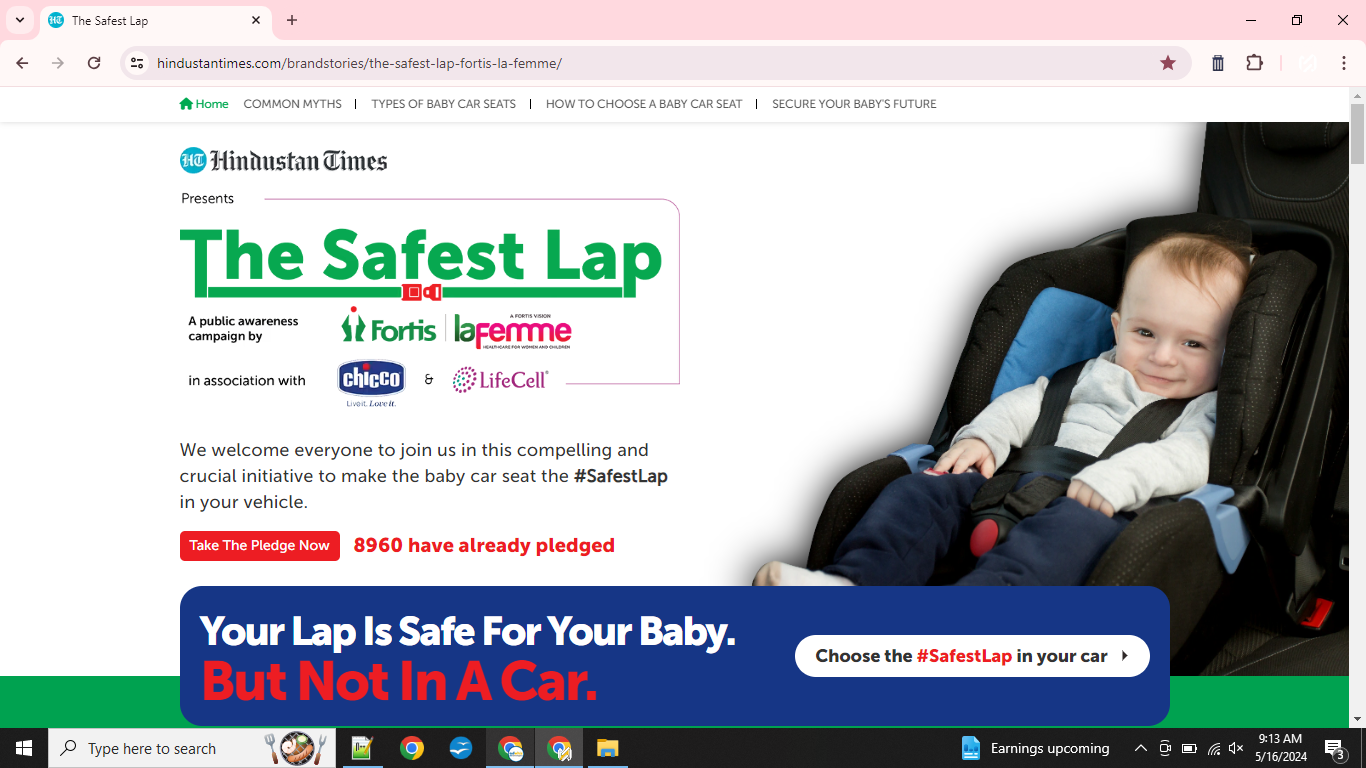 The Safest Lap
hindustantimes.com/brandstories/the-safest-lap-fortis-la-femme/
Home COMMON MYTHS | TYPES OF BABY CAR SEATS | HOW TO CHOOSE A BABY CAR SEAT | SECURE YOUR BABY'S FUTURE
HT Hindustan Times
Presents
The Safest Lap
A public awareness
campaign by
Fortis
A FORTIS VISION
la FEMME
HEALTHCARE FOR WOMEN AND CHILDREN
in association with
chicco
Live it. Love it.
&
LifeCell
We welcome everyone to join us in this compelling and
crucial initiative to make the baby car seat the #SafestLap
in your vehicle.
Take The Pledge Now 8960 have already pledged
Your Lap Is Safe For Your Baby.
But Not In A Car.
Choose the #SafestLap in your car
Type here to search
Earnings upcoming
9:13 AM
5/16/2024
3